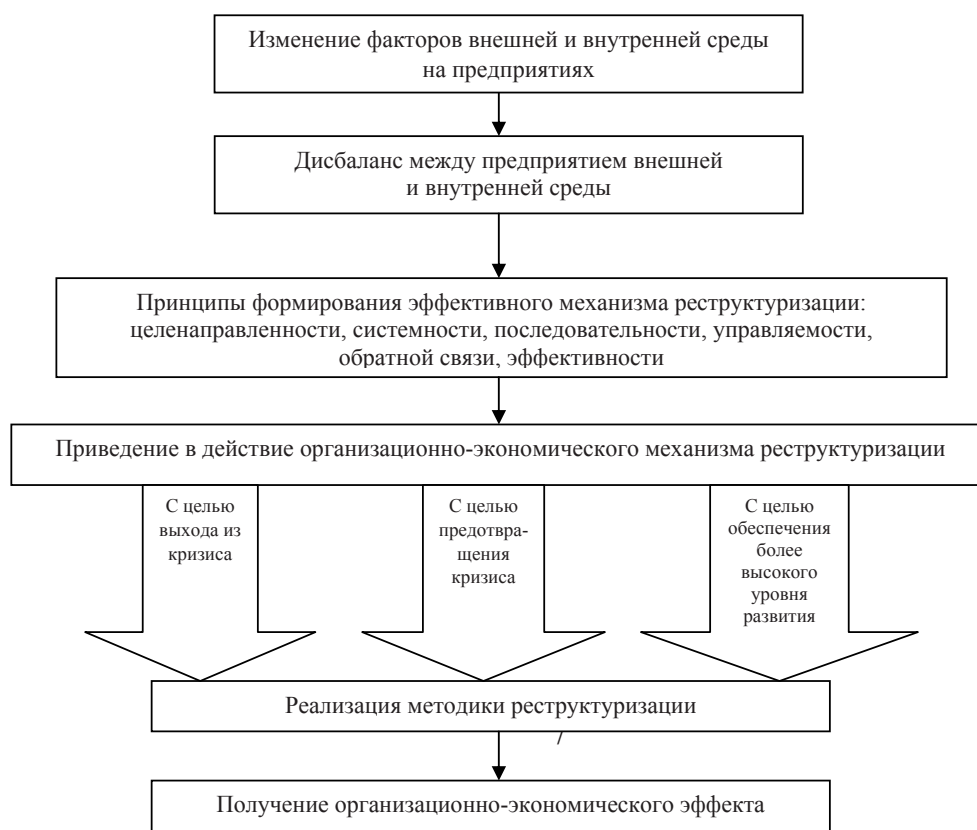 Изменение факторов внешней и внутренней среды
на предприятиях
Дисбаланс между предприятием внешней
и внутренней среды
Принципы формирования эффективного механизма реструктуризации:
целенаправленности, системности, последовательности, управляемости,
обратной связи, эффективности
Приведение в действие организационно-экономического механизма реструктуризации
С целью
выхода из
кризиса
С целью
предотвра-
щения
кризиса
С целью
обеспечения
более
высокого
уровня
развития
Реализация методики реструктуризации
/
Получение организационно-экономического эффекта